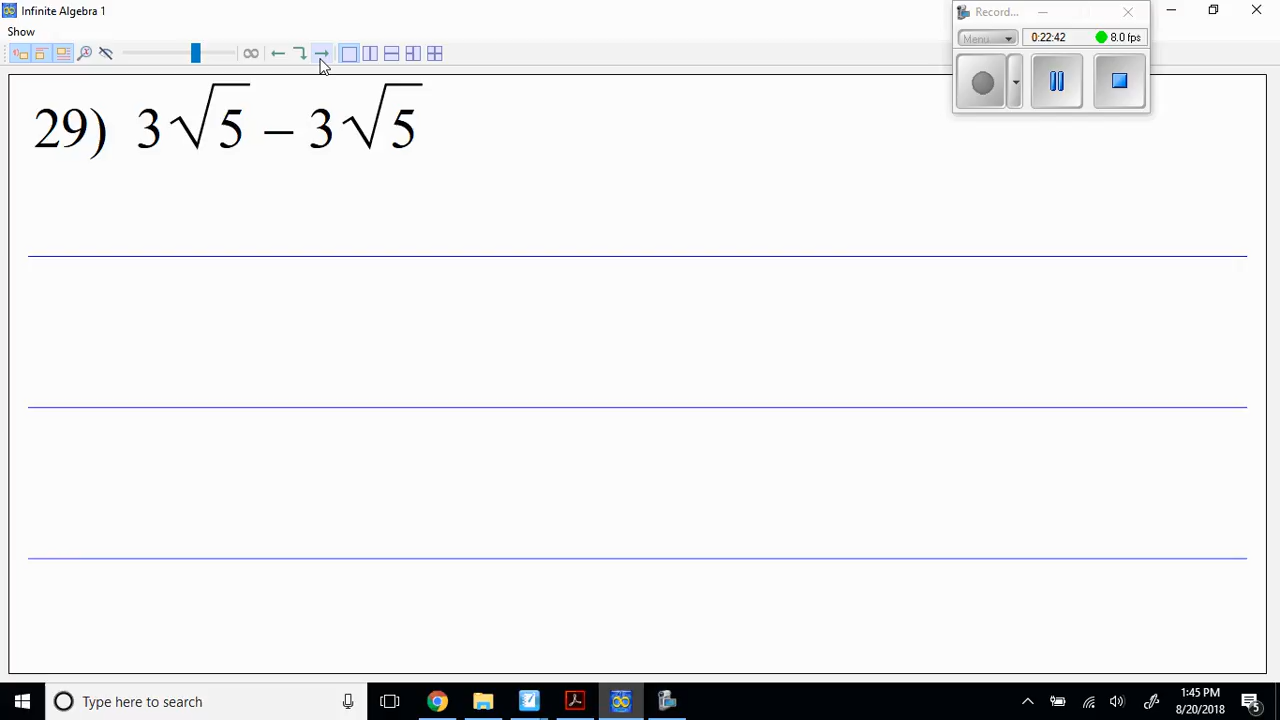 Infinite Algebra 1
Record...
Show
Menu
0:22:42
8.0 fps
29) 3√5 – 3√5
Type here to search
1:45 PM
8/20/2018
5